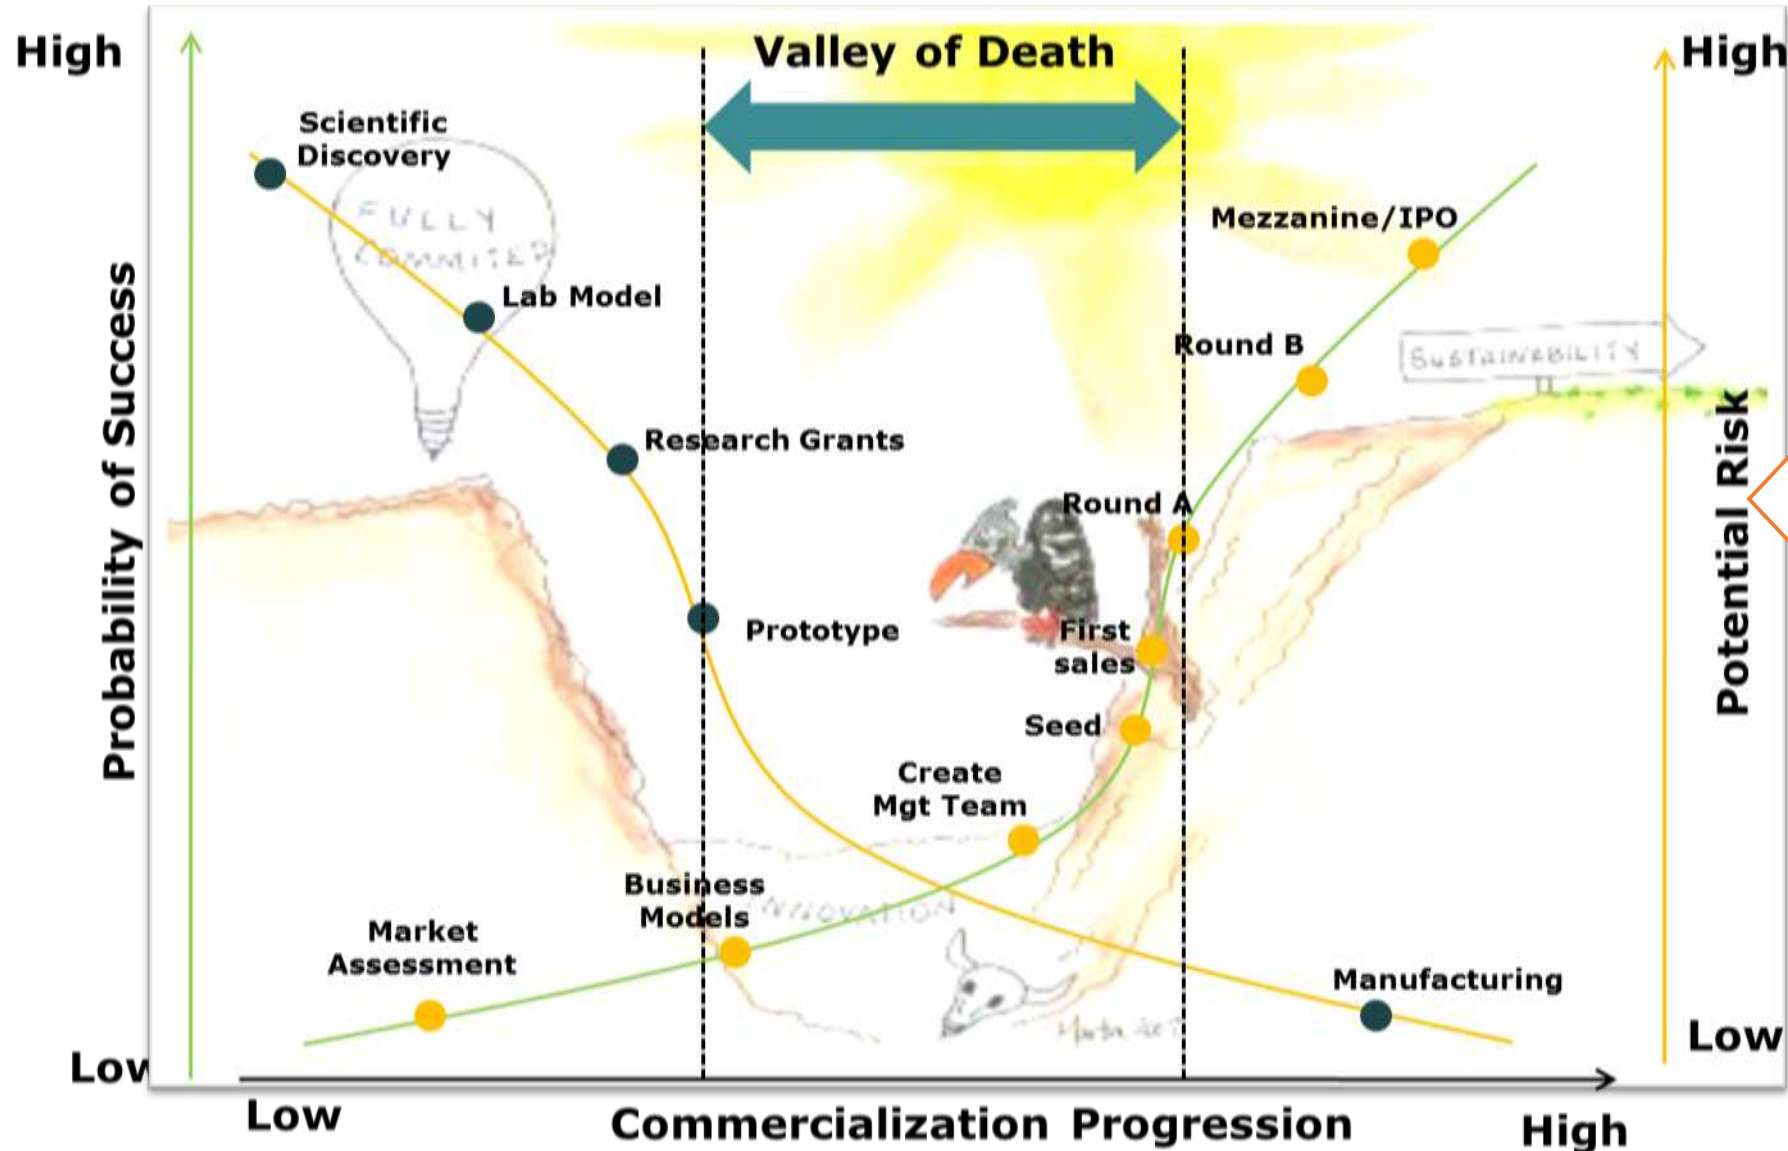 High
Valley of Death
High
Scientific
Discovery
FULLY
COMMITED
Lab Model
Mezzanine/IPO
Round B
SUSTAINABILITY
Research Grants
Round A
Probability of Success
Potential Risk
Prototype
First
sales
Seed
Create
Mgt Team
Business
Models
INNOVATION
Market
Assessment
Manufacturing
Low
Low
Low
Commercialization Progression
High